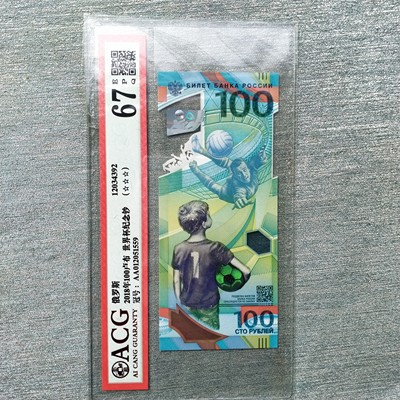 ACG
AI CANG GUARANTY
俄罗斯
2018年100卢布 世界杯纪念钞
冠号: AA012051559
12034392
(☆☆☆)
67
E P Q
БИЛЕТ БАНКА РОССИИ
100
1
100
СТО РУБЛЕЙ